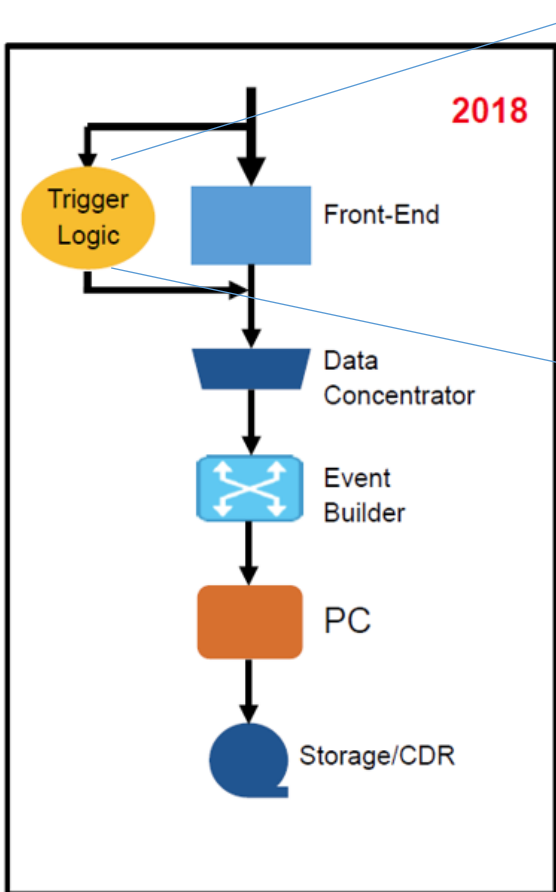 2018
Trigger
Logic
Front-End
Data
Concentrator
Event
Builder
PC
Storage/CDR